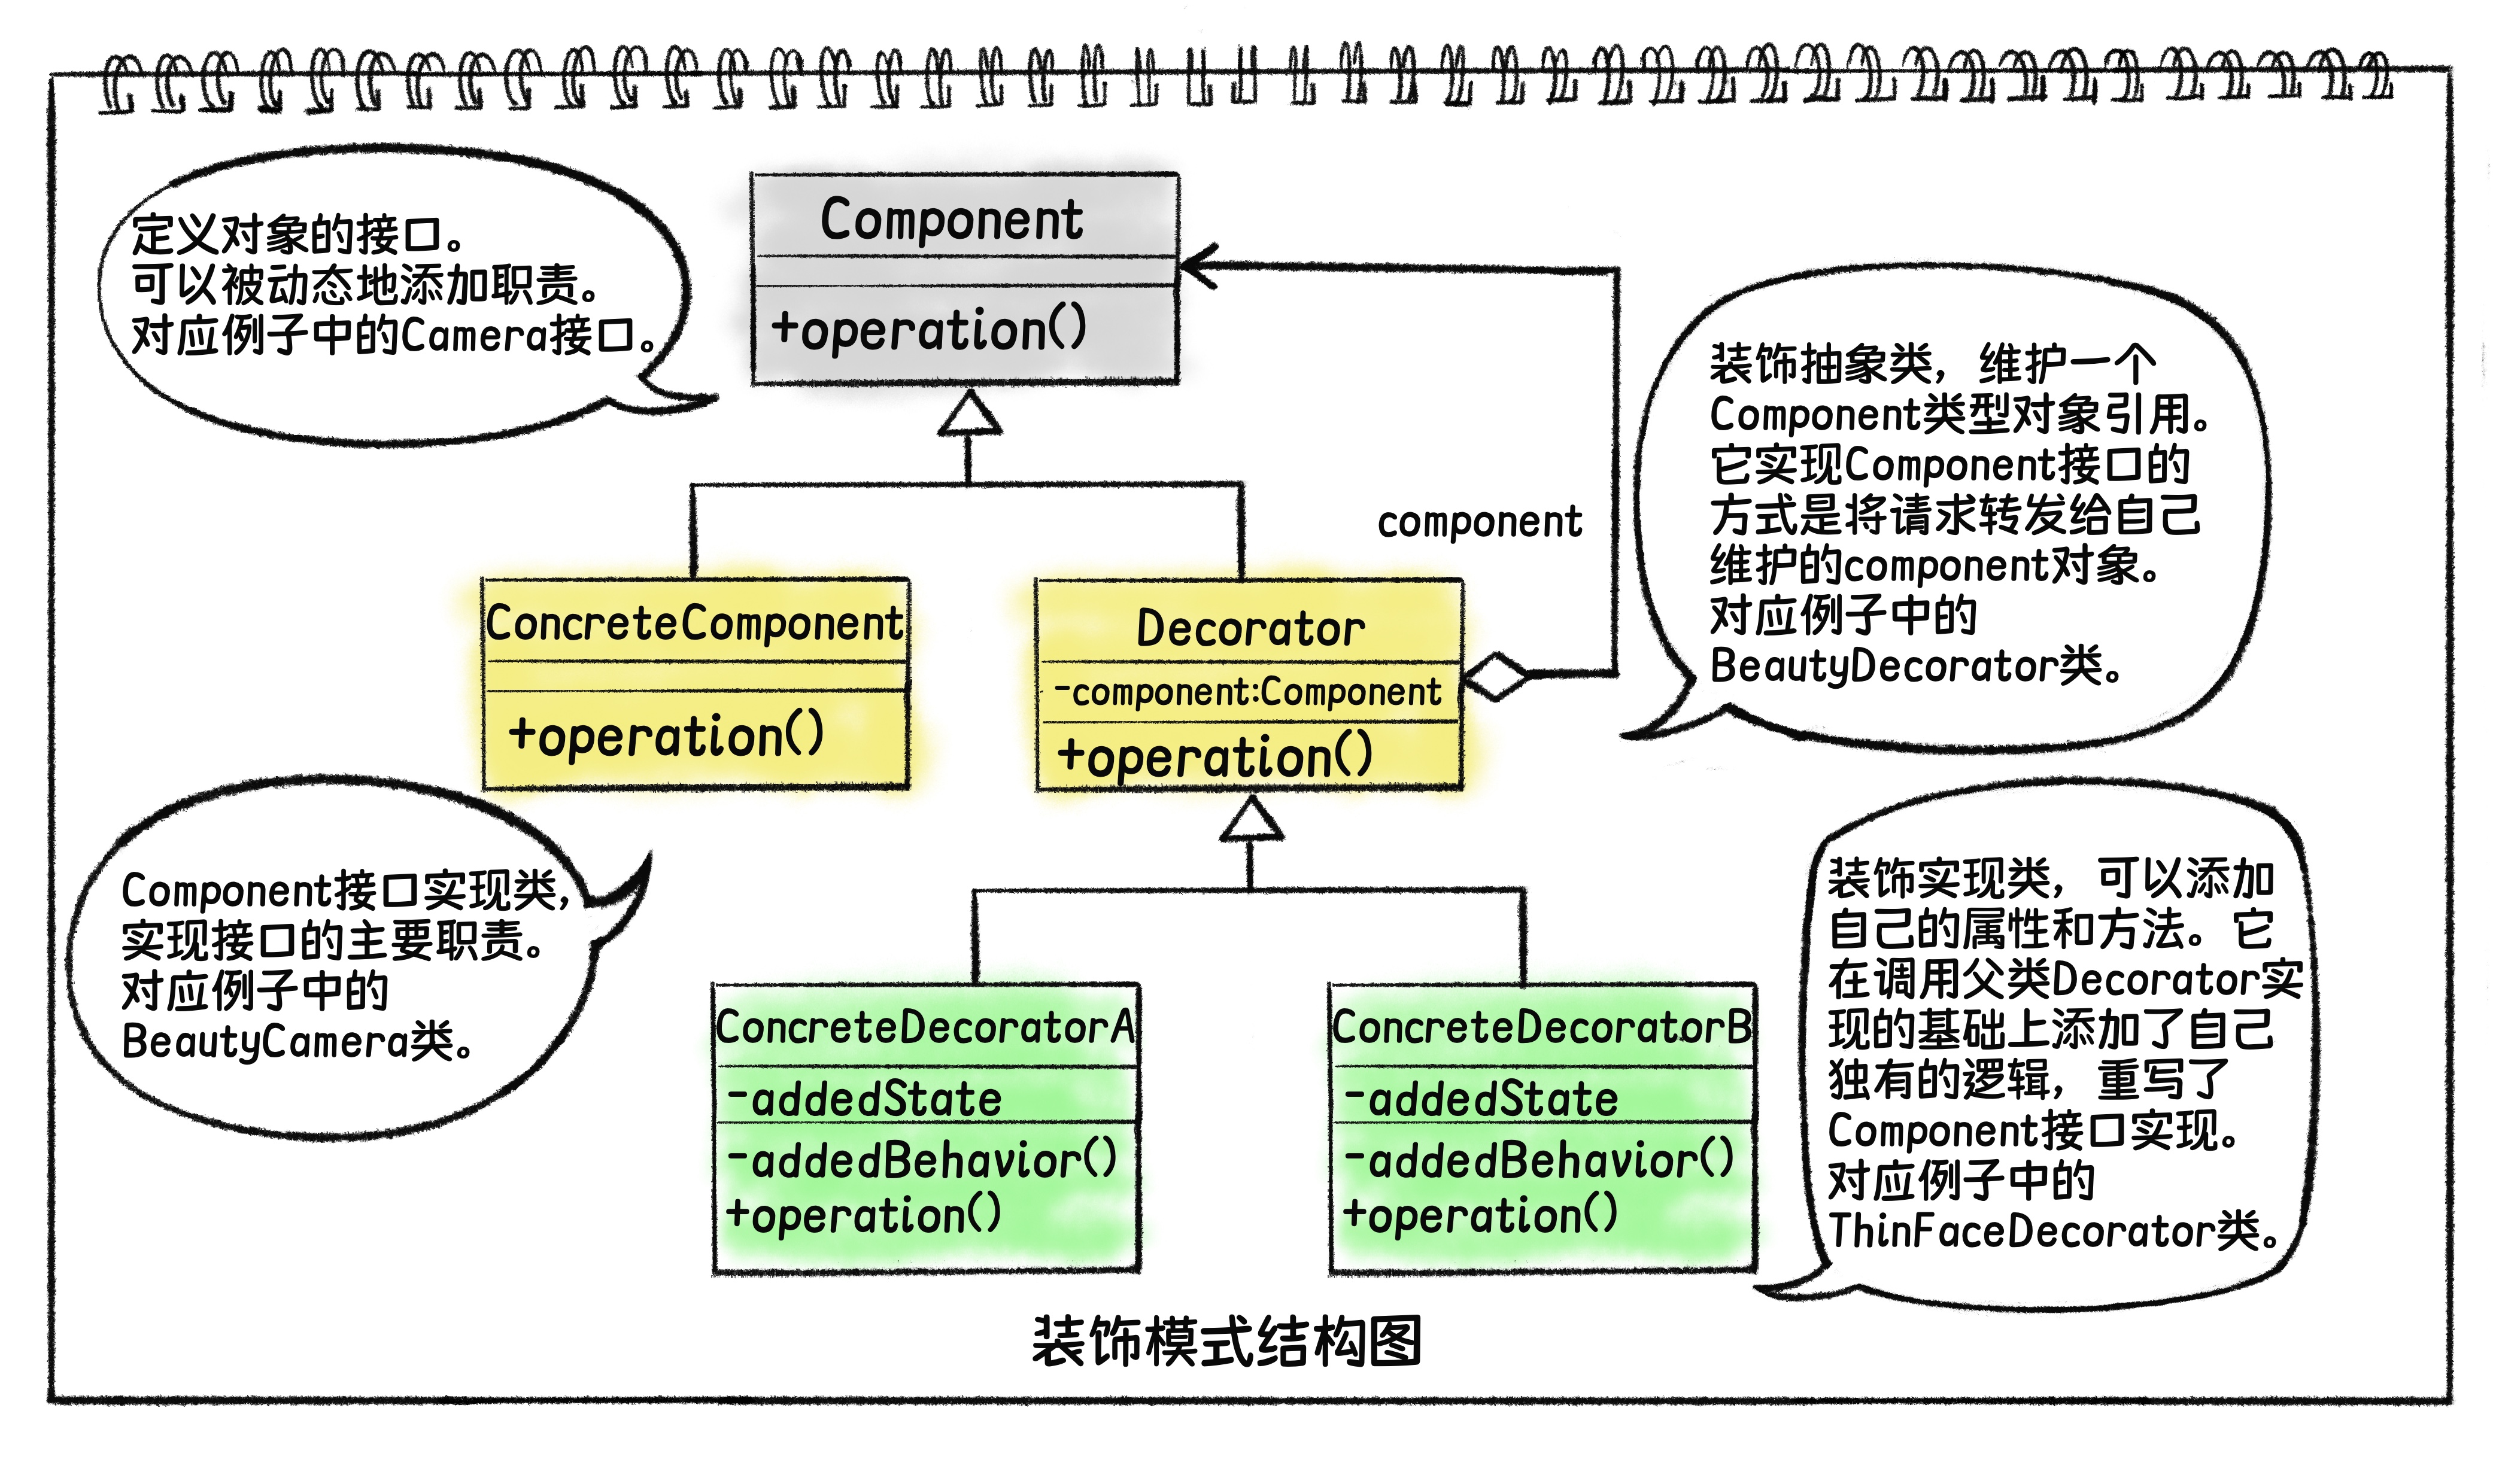 定义对象的接口。
可以被动态地添加职责。
对应例子中的Camera接口。
Component
+operation()
装饰抽象类，维护一个
Component类型对象引用。
它实现Component接口的
方式是将请求转发给自己
维护的component对象。
对应例子中的
BeautyDecorator类。
component
ConcreteComponent
+operation()
Decorator
-component:Component
+operation()
Component接口实现类，
实现接口的主要职责。
对应例子中的
BeautyCamera类。
ConcreteDecoratorA
-addedState
-addedBehavior()
+operation()
ConcreteDecoratorB
-addedState
-addedBehavior()
+operation()
装饰实现类，可以添加
自己的属性和方法。它
在调用父类Decorator实
现的基础上添加了自己
独有的逻辑，重写了
Component接口实现。
对应例子中的
ThinFaceDecorator类。
装饰模式结构图